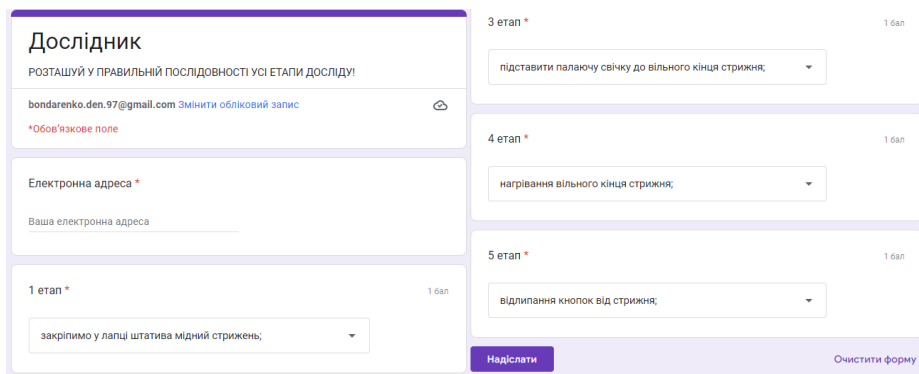 Дослідник
РОЗТАШУЙ У ПРАВИЛЬНІЙ ПОСЛІДОВНОСТІ УСІ ЕТАПИ ДОСЛІДУ!
bondarenko.den.97@gmail.com Змінити обліковий запис
*Обов'язкове поле
Електронна адреса *
Ваша електронна адреса
1 етап *
1 бал
закріпимо у лапці штатива мідний стрижень;
3 етап *
1 бал
підставити палаючу свічку до вільного кінця стрижня;
4 етап *
1 бал
нагрівання вільного кінця стрижня;
5 етап *
1 бал
відлипання кнопок від стрижня;
Надіслати
Очистити форму